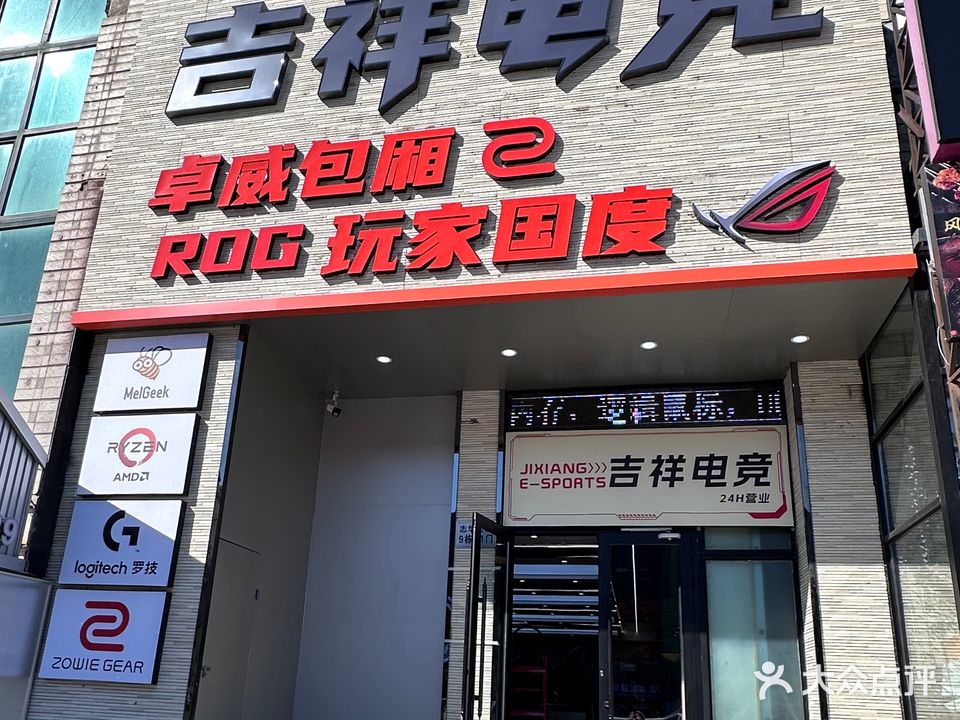 吉祥电竞
卓威包厢
ROG 玩家国度
MelGeek
RYZEN
AMD
logitech 罗技
ZOWIE GEAR
JIXIANG>>>
E-SPORTS
吉祥电竞
24H营业
大众点评